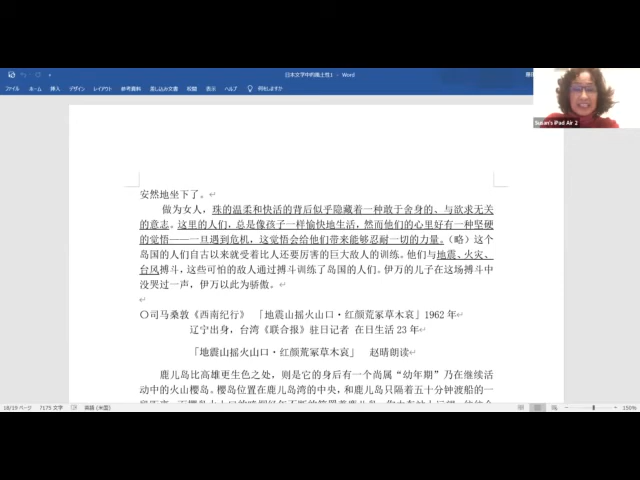 日本文学中的風土性1 - Word
ファイル ホーム 挿入 デザイン レイアウト 参考資料 差し込み文書 校閲 表示 ヘルプ 何をしますか
Susan's iPad Air 2
安然地坐下了。
做为女人，珠的温柔和快活的背后似乎隐藏着一种敢于舍身的、与欲求无关
的意志。这里的人们，总是像孩子一样愉快地生活，然而他们的心里好有一种坚硬
的觉悟——一旦遇到危机，这觉悟会给他们带来能够忍耐一切的力量。（略）这个
岛国的人们自古以来就受着比人还要厉害的巨大敌人的训练。他们与地震、火灾、
台风搏斗，这些可怕的敌人通过搏斗训练了岛国的人们。伊万的儿子在这场搏斗中
没哭过一声，伊万以此为骄傲。
〇司马桑敦《西南纪行》 「地震山摇火山口・红颜荒冢草木哀」1962 年
辽宁出身，台湾《联合报》驻日记者 在日生活 23 年
「地震山摇火山口・红颜荒冢草木哀」 赵晴朗读
鹿儿岛比高雄更生色之处，则是它的身后有一个尚属“幼年期”乃在继续活
动中的火山樱岛。樱岛位置在鹿儿岛湾的中央，和鹿儿岛只隔着五十分钟渡船的一
18/19 ページ 7175 文字 英語 (米国)
150%